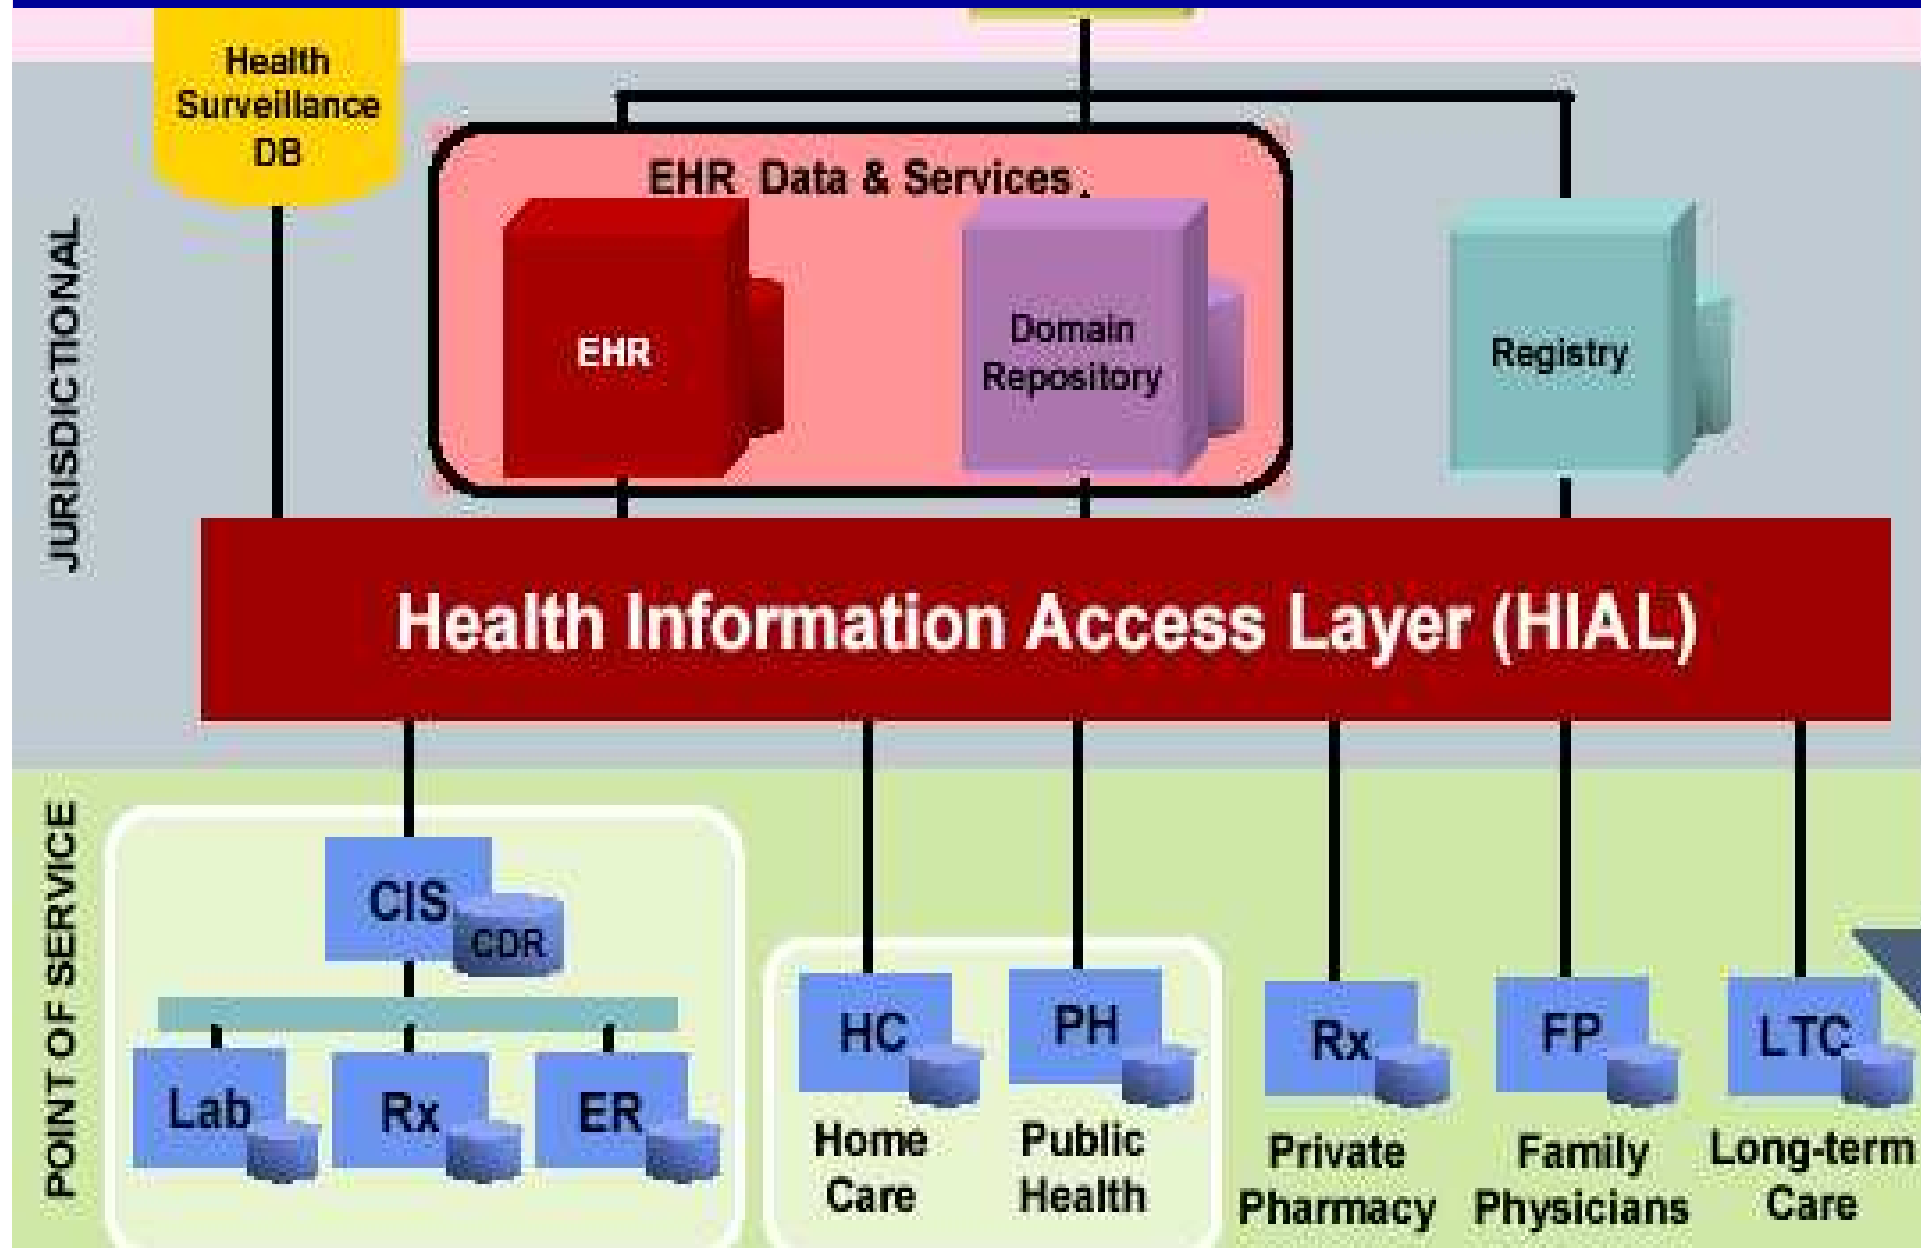 Health
Surveillance
DB
JURISDICTIONAL
EHR Data & Services
EHR
Domain
Repository
Registry
Health Information Access Layer (HIAL)
POINT OF SERVICE
CIS
CDR
Lab
Rx
ER
HC
Home
Care
PH
Public
Health
Rx
Private
Pharmacy
FP
Family
Physicians
LTC
Long-term
Care